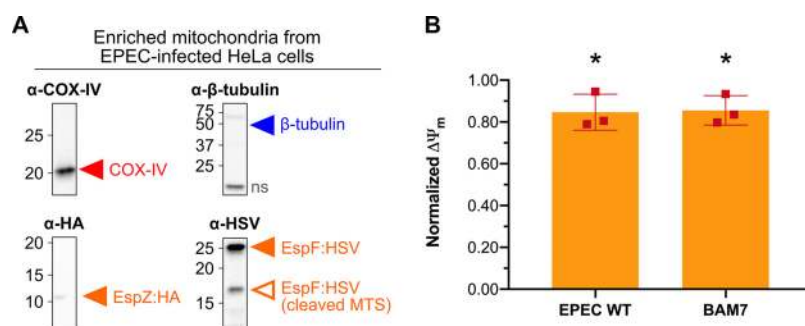 A
Enriched mitochondria from
EPEC-infected HeLa cells
α-COX-IV
25
20
COX-IV
α-β-tubulin
75
50
37
25
β-tubulin
ns
α-HA
20
15
10
EspZ:HA
α-HSV
25
20
15
EspF:HSV
EspF:HSV
(cleaved MTS)
B
Normalized ΔΨm
1.00
0.80
0.60
0.40
0.20
0.00
*
*
EPEC WT
BAM7